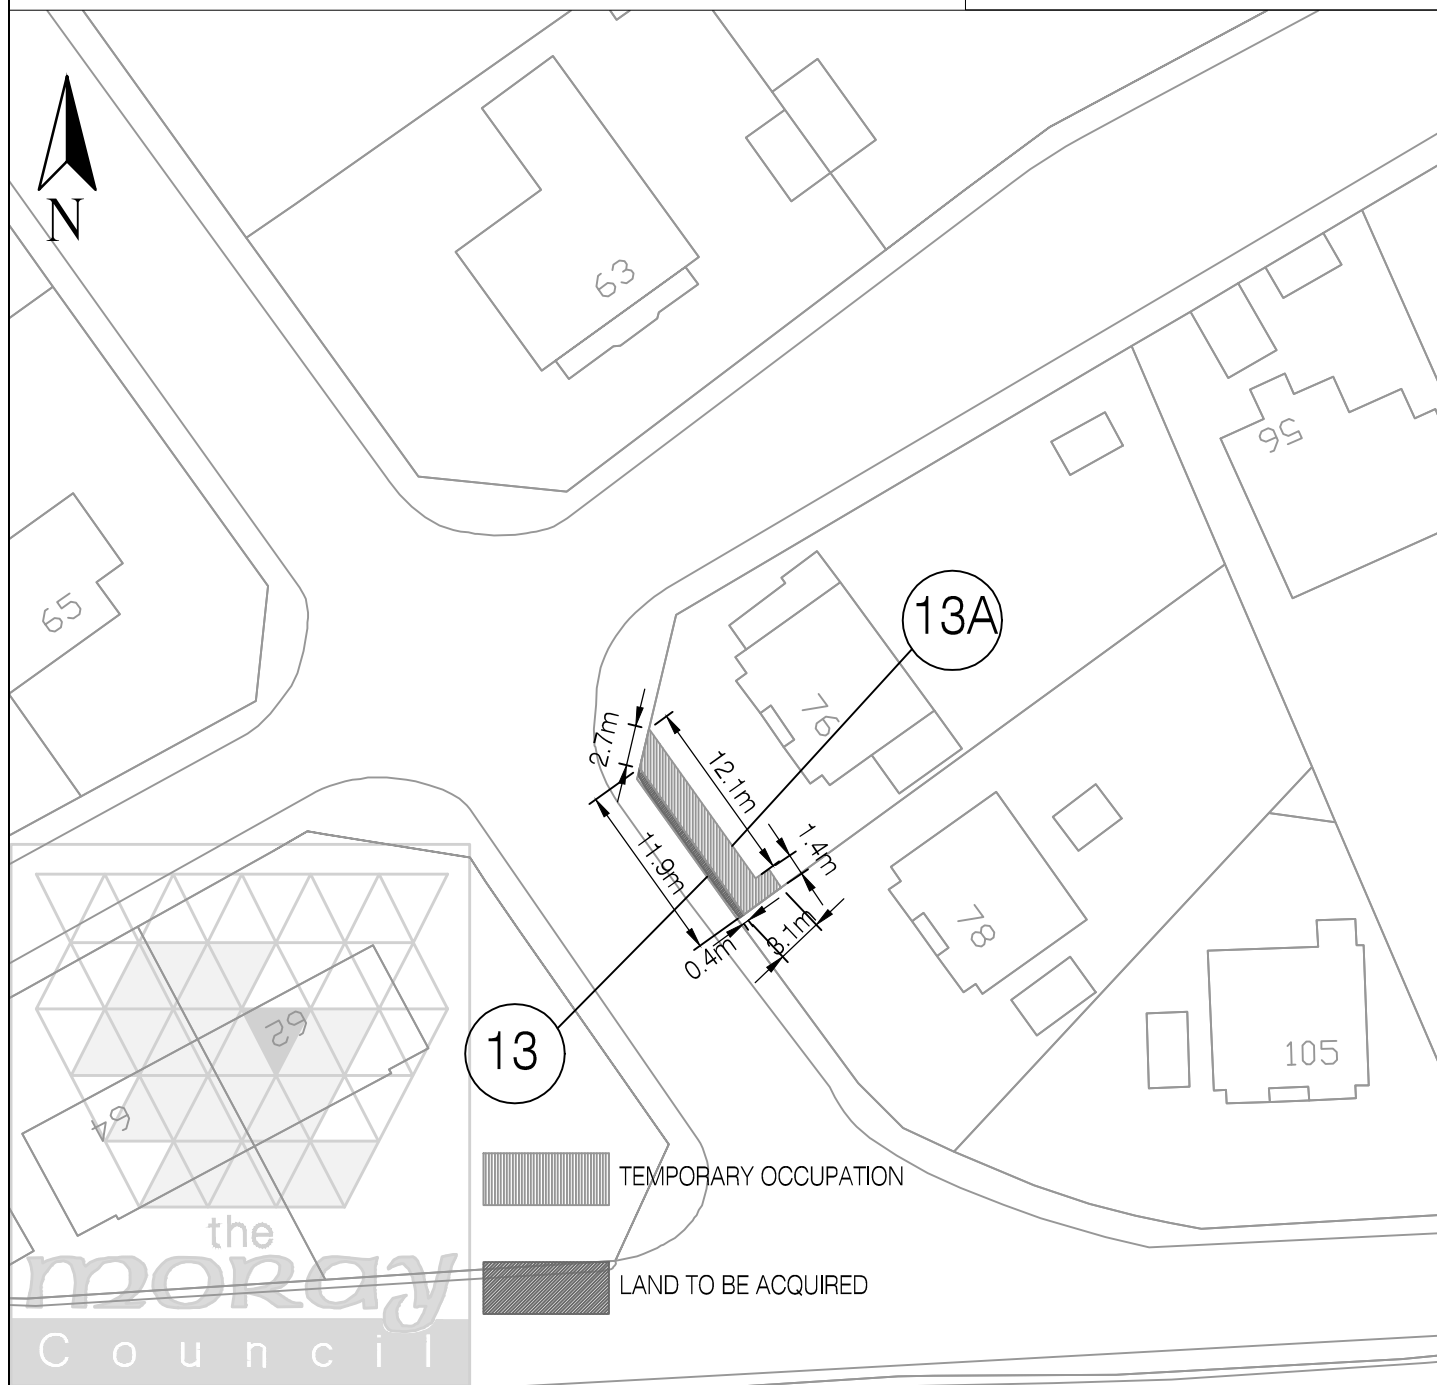 N
63
56
65
13A
76
2.7m
12.1m
1.4m
11.9m
3.1m
0.4m
78
13
62
105
64
TEMPORARY OCCUPATION
the
moray
LAND TO BE ACQUIRED
Council